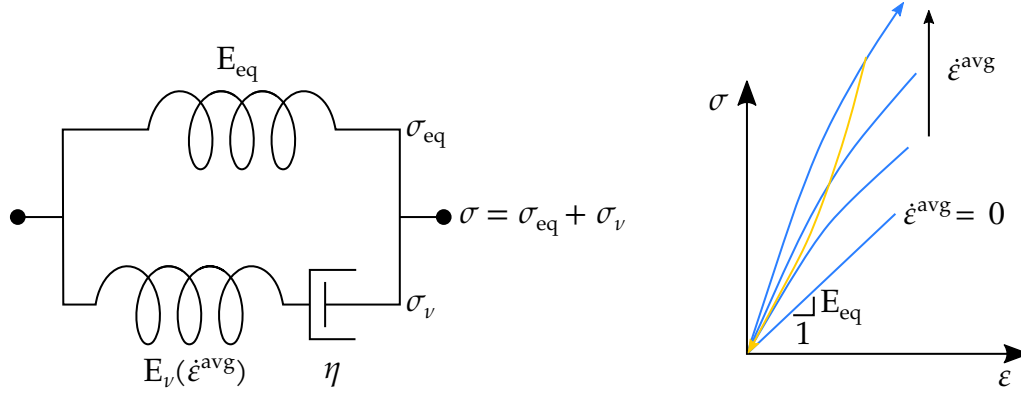 E_eq
σ_eq
σ = σ_eq + σ_ν
σ_ν
E_ν(ε̇^avg)
η
σ
ε̇^avg
ε̇^avg = 0
E_eq
1
ε